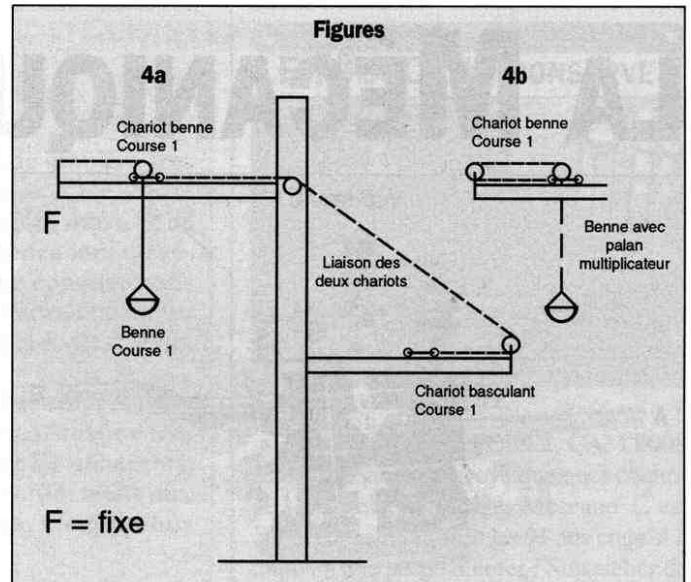 Figures
4a
4b
Chariot benne
Course 1
Chariot benne
Course 1
F
Benne avec
palan
multiplicateur
Liaison des
deux chariots
Benne
Course 1
Chariot basculant
Course 1
F = fixe